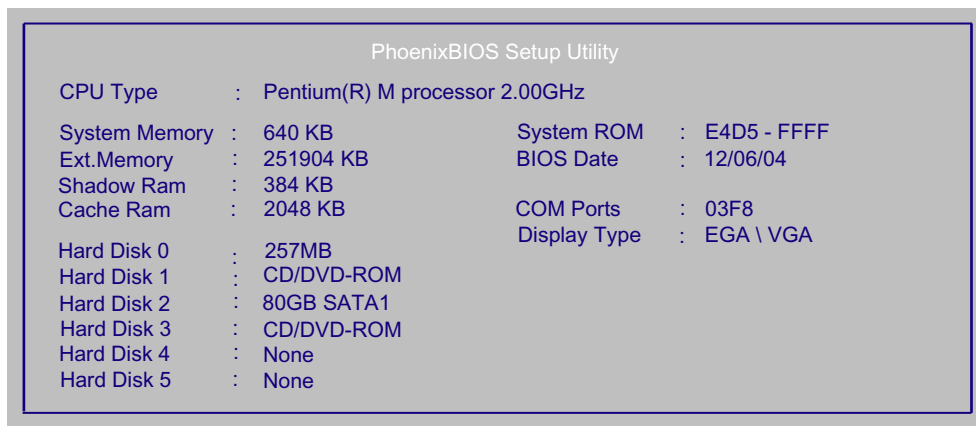 PhoenixBIOS Setup Utility
CPU Type : Pentium(R) M processor 2.00GHz
System Memory : 640 KB System ROM : E4D5 - FFFF
Ext.Memory : 251904 KB BIOS Date : 12/06/04
Shadow Ram : 384 KB
Cache Ram : 2048 KB COM Ports : 03F8
Display Type : EGA \ VGA
Hard Disk 0 : 257MB
Hard Disk 1 : CD/DVD-ROM
Hard Disk 2 : 80GB SATA1
Hard Disk 3 : CD/DVD-ROM
Hard Disk 4 : None
Hard Disk 5 : None